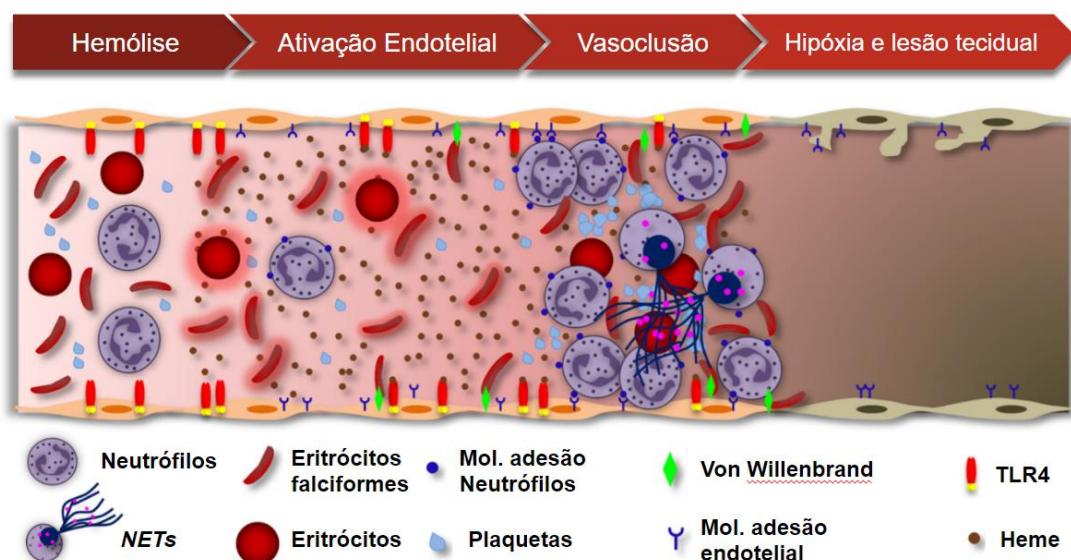 Hemólise
Ativação Endotelial
Vasoclusão
Hipóxia e lesão tecidual
Neutrófilos
Eritrócitos
falciformes
Mol. adesão
Neutrófilos
Von Willenbrand
TLR4
NETs
Eritrócitos
Plaquetas
Mol. adesão
endotelial
Heme